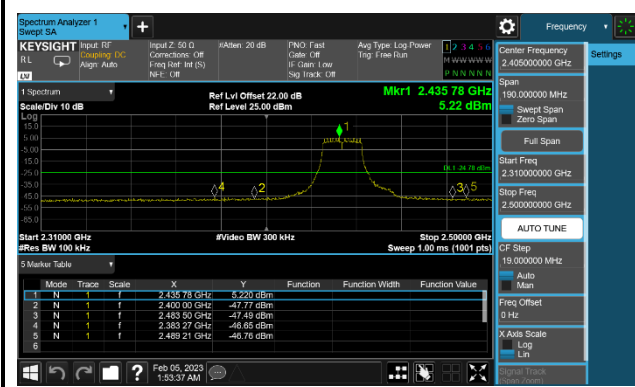 Spectrum Analyzer 1
Swept SA
Frequency
KEYSIGHT Input: RF
RL
Coupling: DC
Align: Auto
Input Z: 50 Ω
Corrections: Off
Freq Ref: Int (S)
NFE: Off
#Atten: 20 dB
PNO: Fast
Gate: Off
IF Gain: Low
Sig Track: Off
Avg Type: Log Power
Trig: Free Run
1 2 3 4 5 6
M W W W W W
P N N N N N
LNI
1 Spectrum
Scale/Div 10 dB
Ref Lvl Offset 22.00 dB
Ref Level 25.00 dBm
Mkr1 2.435 78 GHz
5.22 dBm
Log
15.0
5.00
-5.00
-15.0
-25.0
-35.0
-45.0
-55.0
-65.0
1
DL1 -24.78 dBm
4
2
3
5
Start 2.31000 GHz
#Res BW 100 kHz
#Video BW 300 kHz
Stop 2.50000 GHz
Sweep 1.00 ms (1001 pts)
5 Marker Table
Mode Trace Scale X Y Function Function Width Function Value
1 N 1 f 2.435 78 GHz 5.220 dBm
2 N 1 f 2.400 00 GHz -47.77 dBm
3 N 1 f 2.483 50 GHz -47.49 dBm
4 N 1 f 2.383 27 GHz -46.65 dBm
5 N 1 f 2.489 21 GHz -46.76 dBm
6
Feb 05, 2023
1:53:37 AM
?
Center Frequency
2.405000000 GHz
Settings
Span
190.000000 MHz
Swept Span
Zero Span
Full Span
Start Freq
2.310000000 GHz
Stop Freq
2.500000000 GHz
AUTO TUNE
CF Step
19.000000 MHz
Auto
Man
Freq Offset
0 Hz
X Axis Scale
Log
Lin
Signal Track
(Span Zoom)